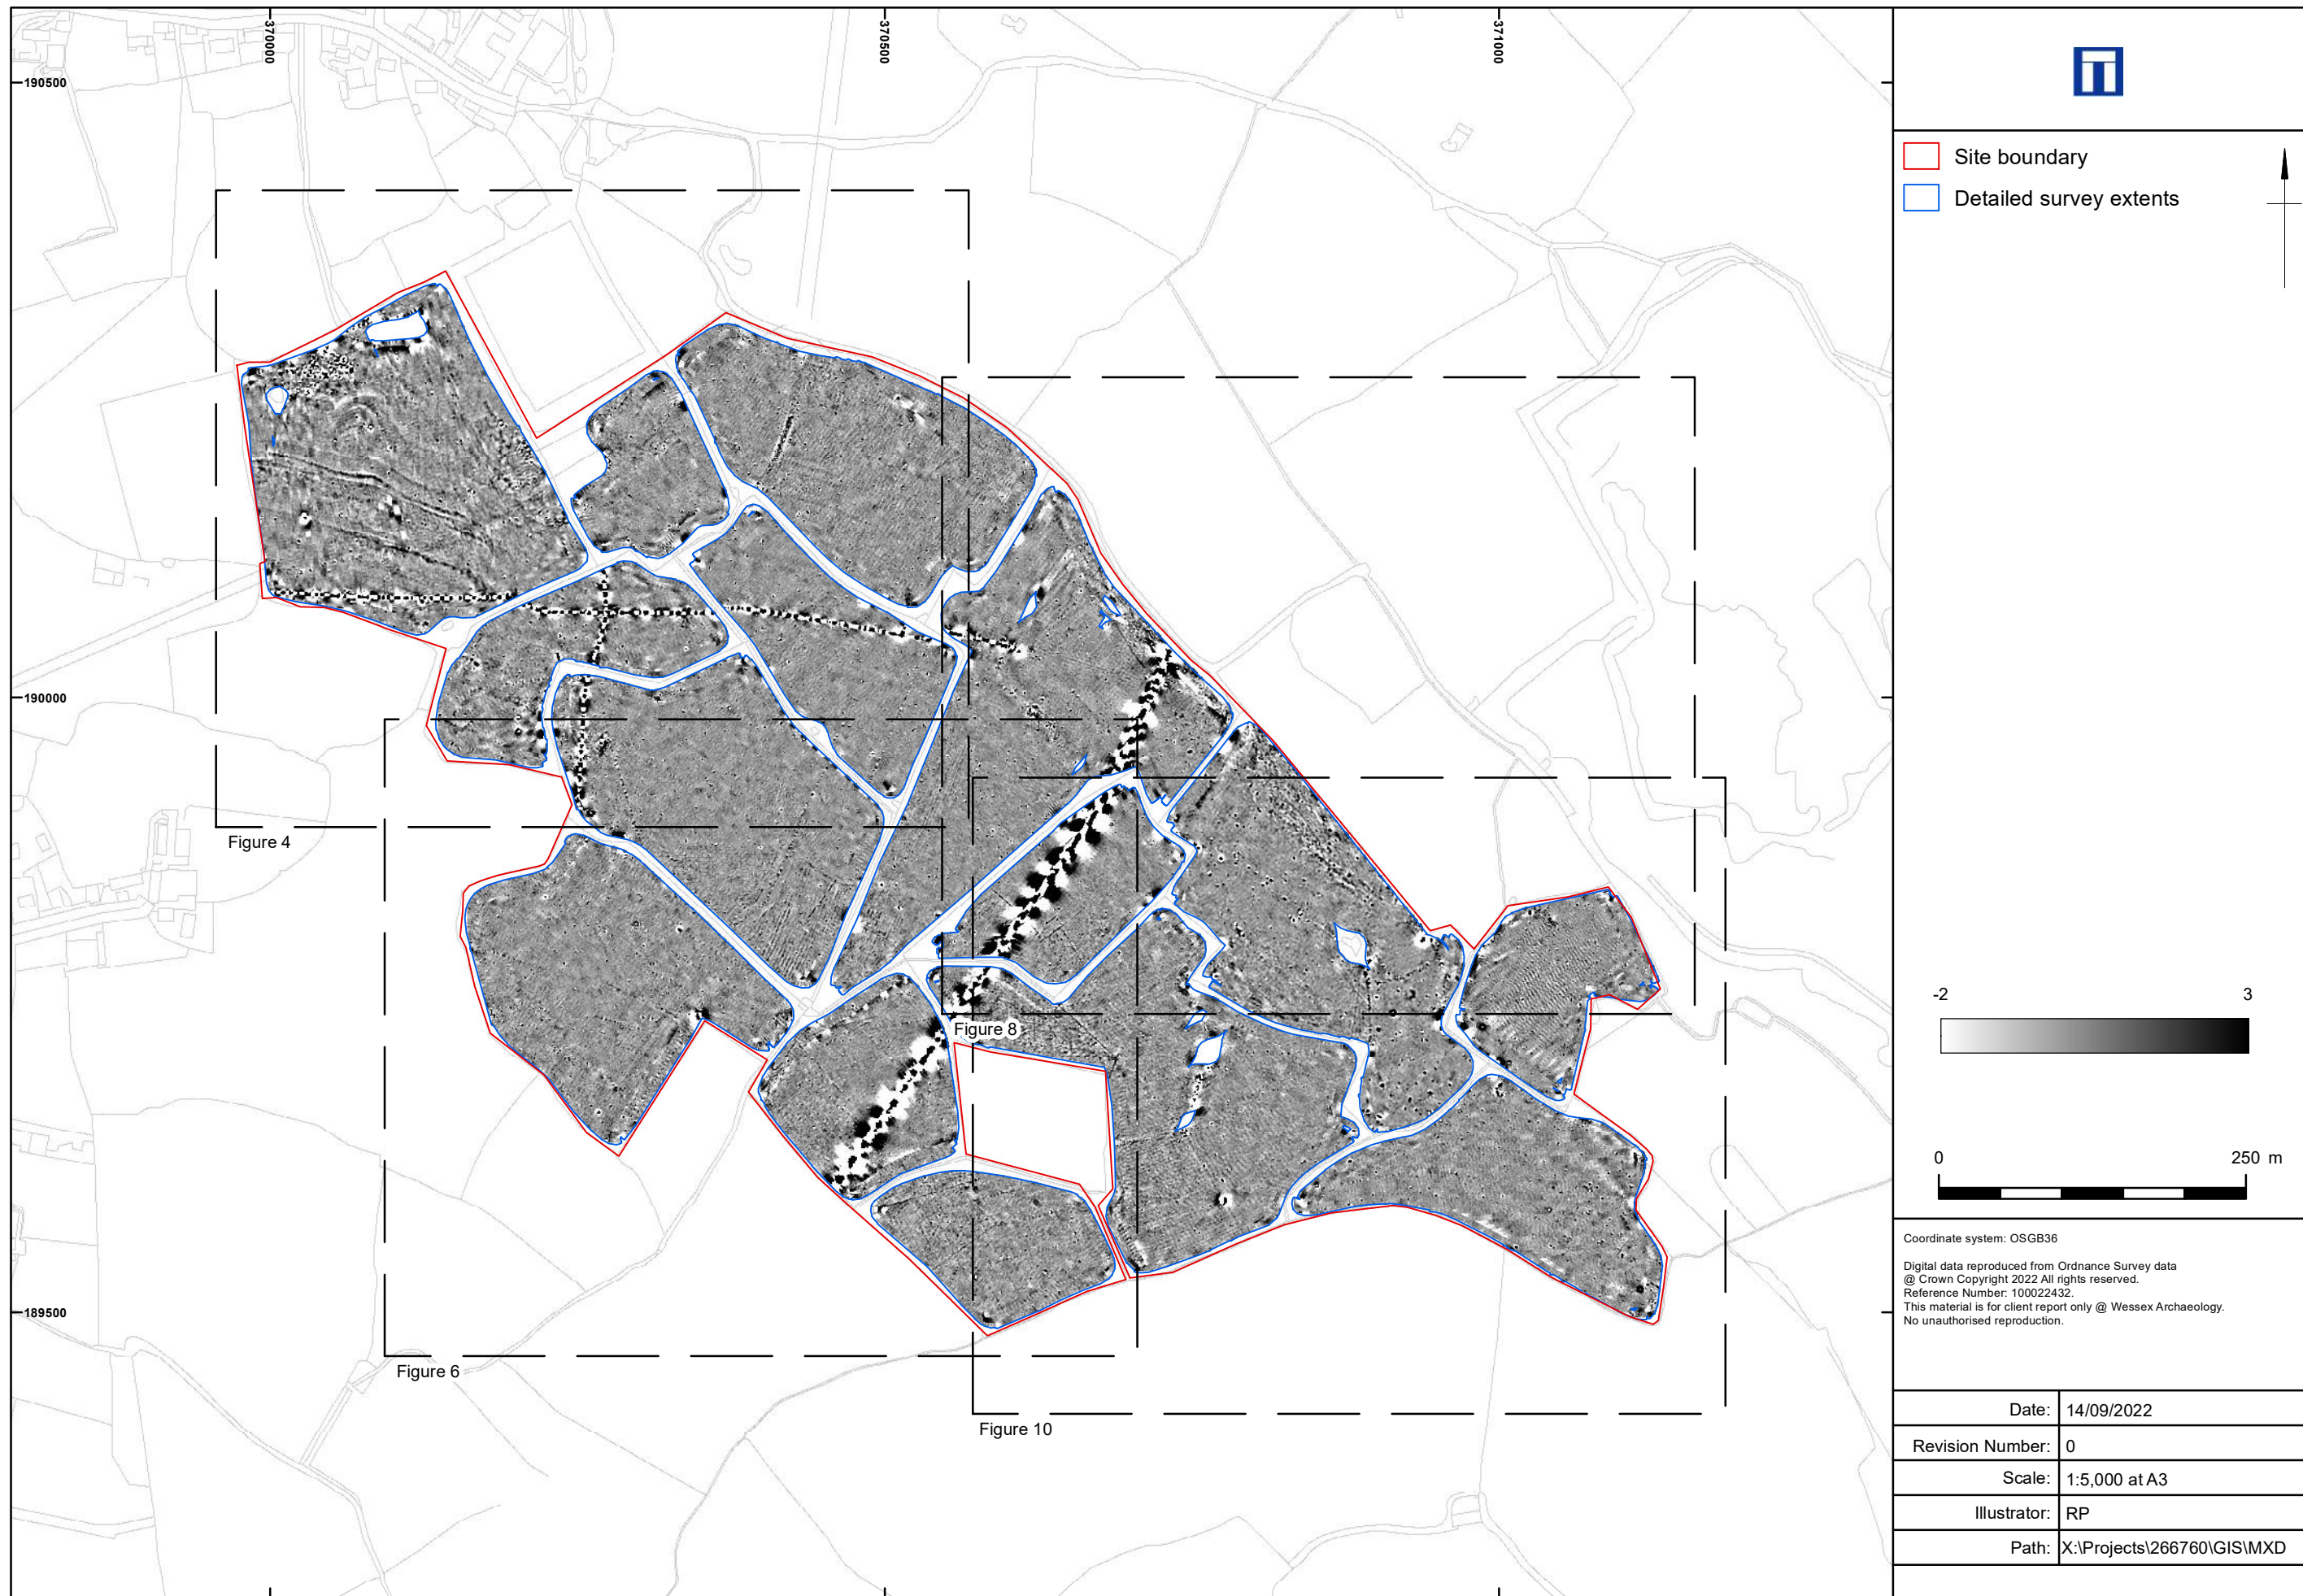 370000
370500
371000
190500
190000
189500
Figure 4
Figure 8
Figure 6
Figure 10
Site boundary
Detailed survey extents
-2
3
0
250 m
Coordinate system: OSGB36
Digital data reproduced from Ordnance Survey data
@ Crown Copyright 2022 All rights reserved.
Reference Number: 100022432.
This material is for client report only @ Wessex Archaeology.
No unauthorised reproduction.
Date: 14/09/2022
Revision Number: 0
Scale: 1:5,000 at A3
Illustrator: RP
Path: X:\Projects\266760\GIS\MXD